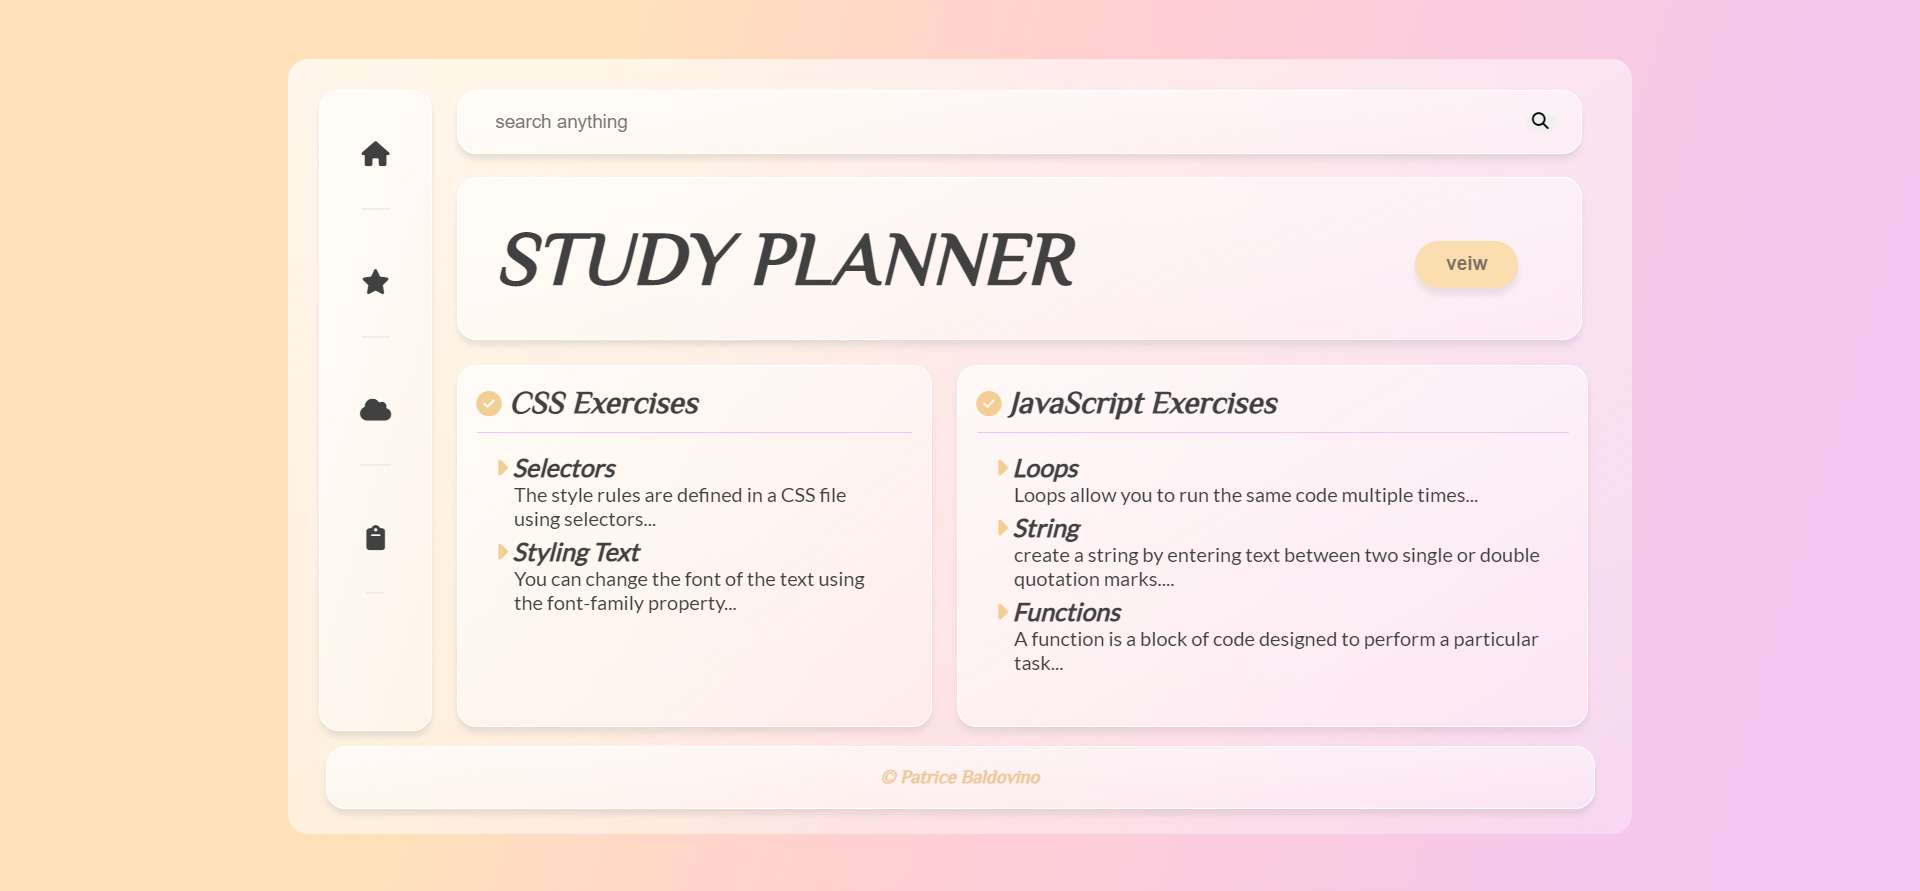 search anything
STUDY PLANNER
veiw
CSS Exercises
Selectors
The style rules are defined in a CSS file
using selectors...
Styling Text
You can change the font of the text using
the font-family property...
JavaScript Exercises
Loops
Loops allow you to run the same code multiple times...
String
create a string by entering text between two single or double
quotation marks....
Functions
A function is a block of code designed to perform a particular
task...
© Patrice Baldovino